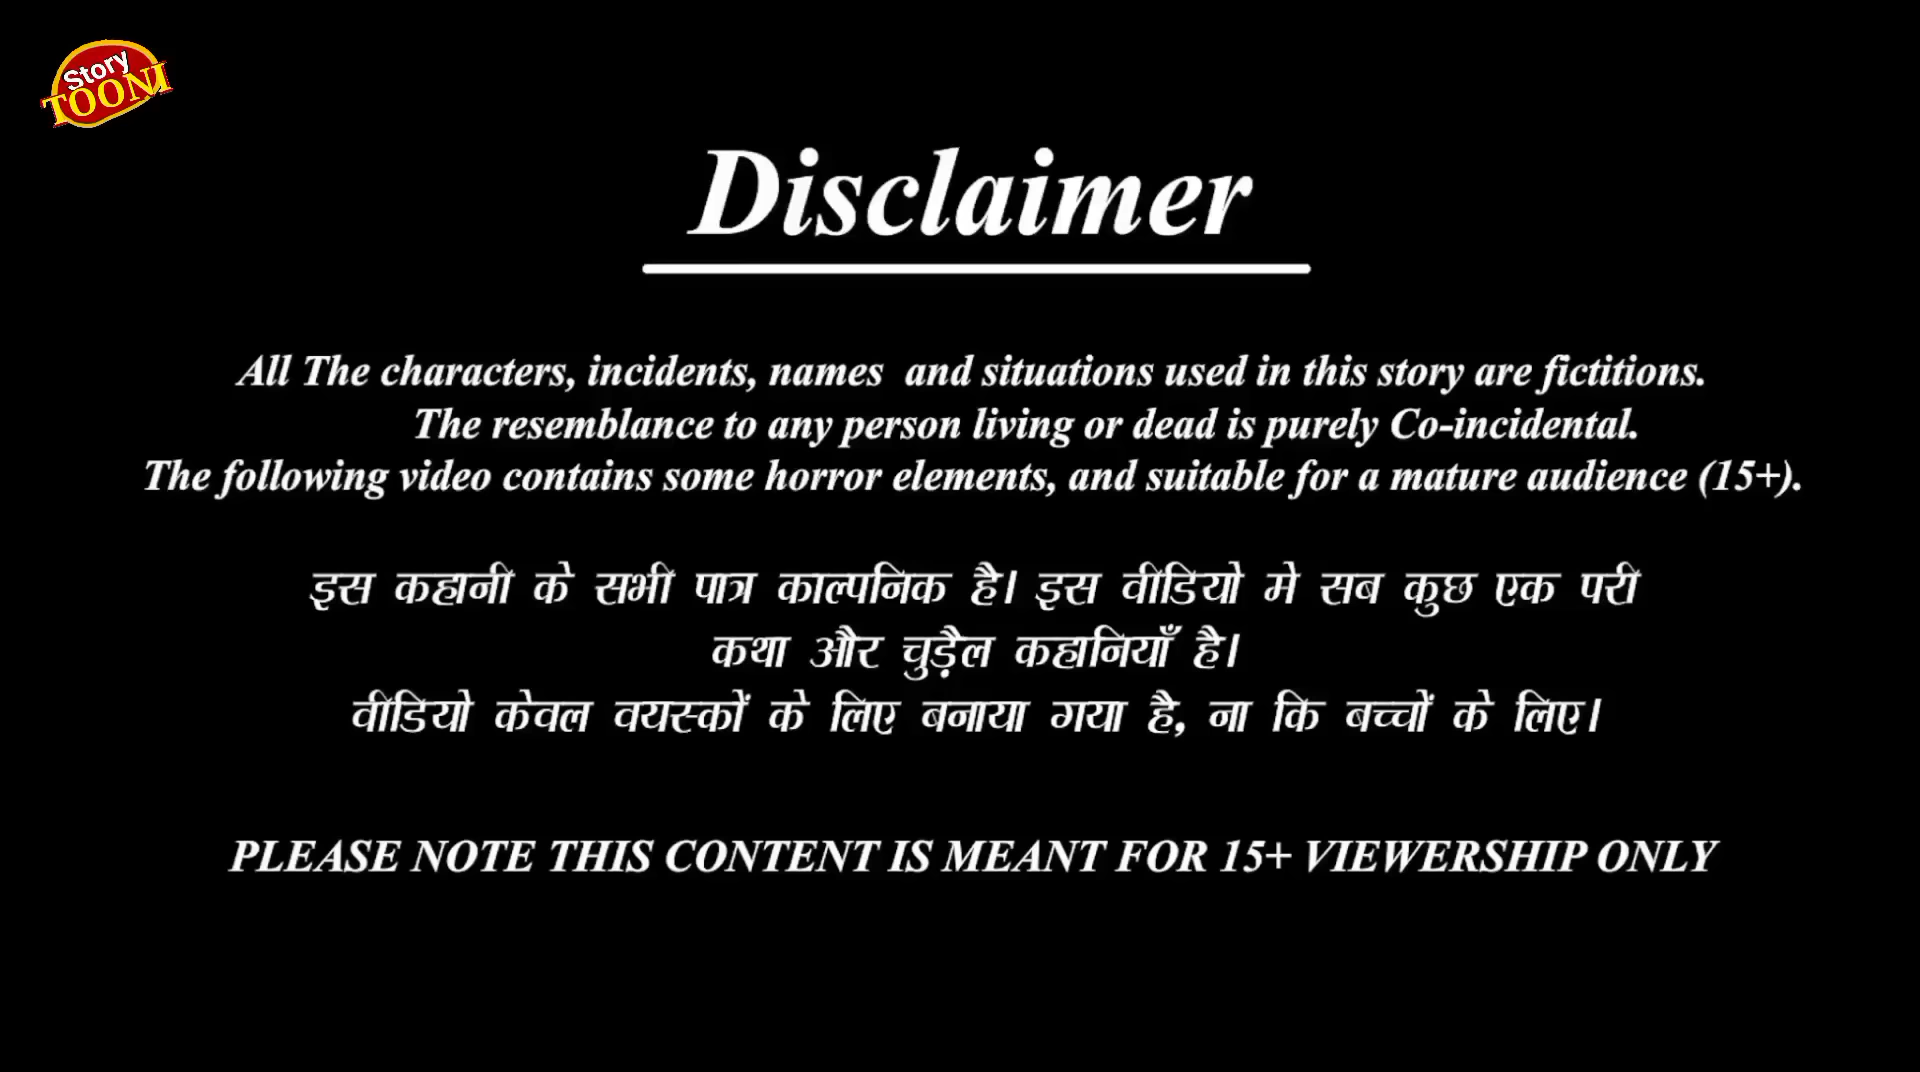 Story
TOONI
Disclaimer
All The characters, incidents, names and situations used in this story are fictitions.
The resemblance to any person living or dead is purely Co-incidental.
The following video contains some horror elements, and suitable for a mature audience (15+).
इस कहानी के सभी पात्र काल्पनिक है। इस वीडियो मे सब कुछ एक परी
कथा और चुड़ैल कहानियाँ है।
वीडियो केवल वयस्कों के लिए बनाया गया है, ना कि बच्चों के लिए।
PLEASE NOTE THIS CONTENT IS MEANT FOR 15+ VIEWERSHIP ONLY